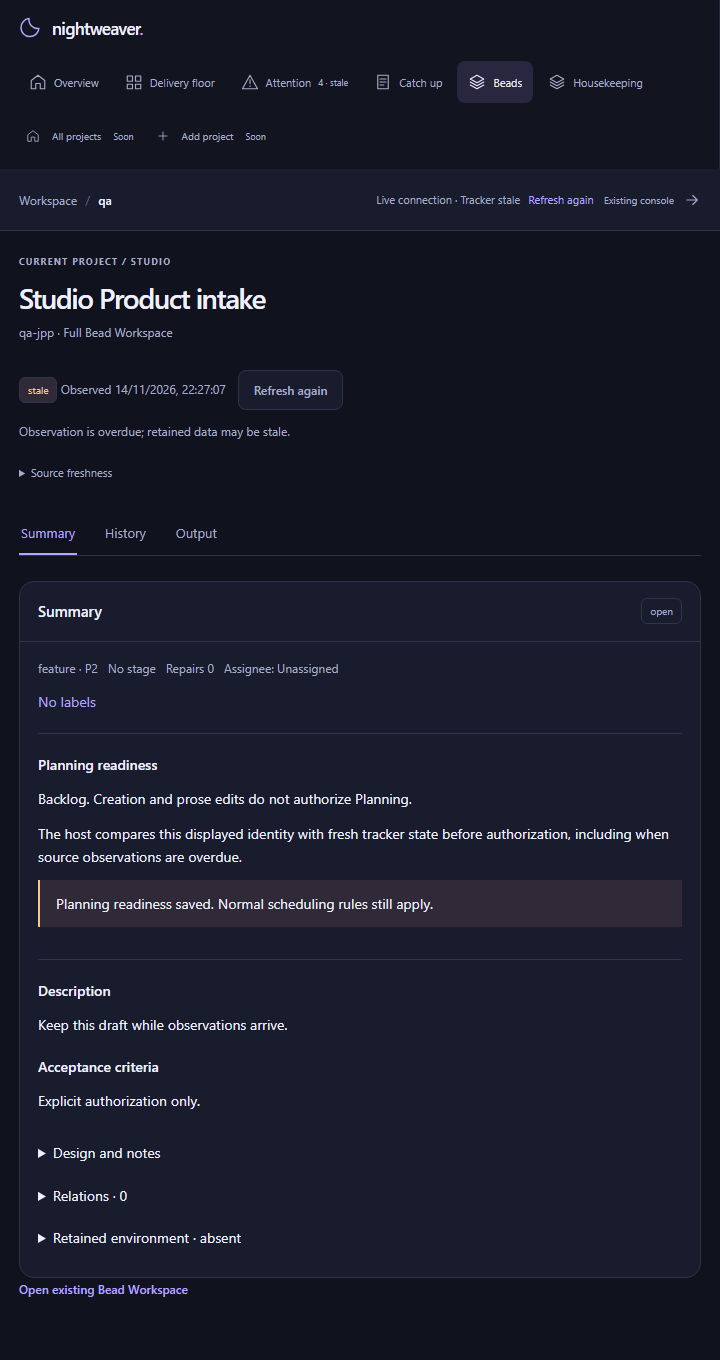 nightweaver.
Overview Delivery floor Attention 4 · stale Catch up Beads Housekeeping
All projects Soon Add project Soon
Workspace / qa Live connection · Tracker stale Refresh again Existing console
CURRENT PROJECT / STUDIO
Studio Product intake
qa-jpp · Full Bead Workspace
stale Observed 14/11/2026, 22:27:07 Refresh again
Observation is overdue; retained data may be stale.
Source freshness
Summary History Output
Summary open
feature · P2 No stage Repairs 0 Assignee: Unassigned
No labels
Planning readiness
Backlog. Creation and prose edits do not authorize Planning.
The host compares this displayed identity with fresh tracker state before authorization, including when
source observations are overdue.
Planning readiness saved. Normal scheduling rules still apply.
Description
Keep this draft while observations arrive.
Acceptance criteria
Explicit authorization only.
Design and notes
Relations · 0
Retained environment · absent
Open existing Bead Workspace